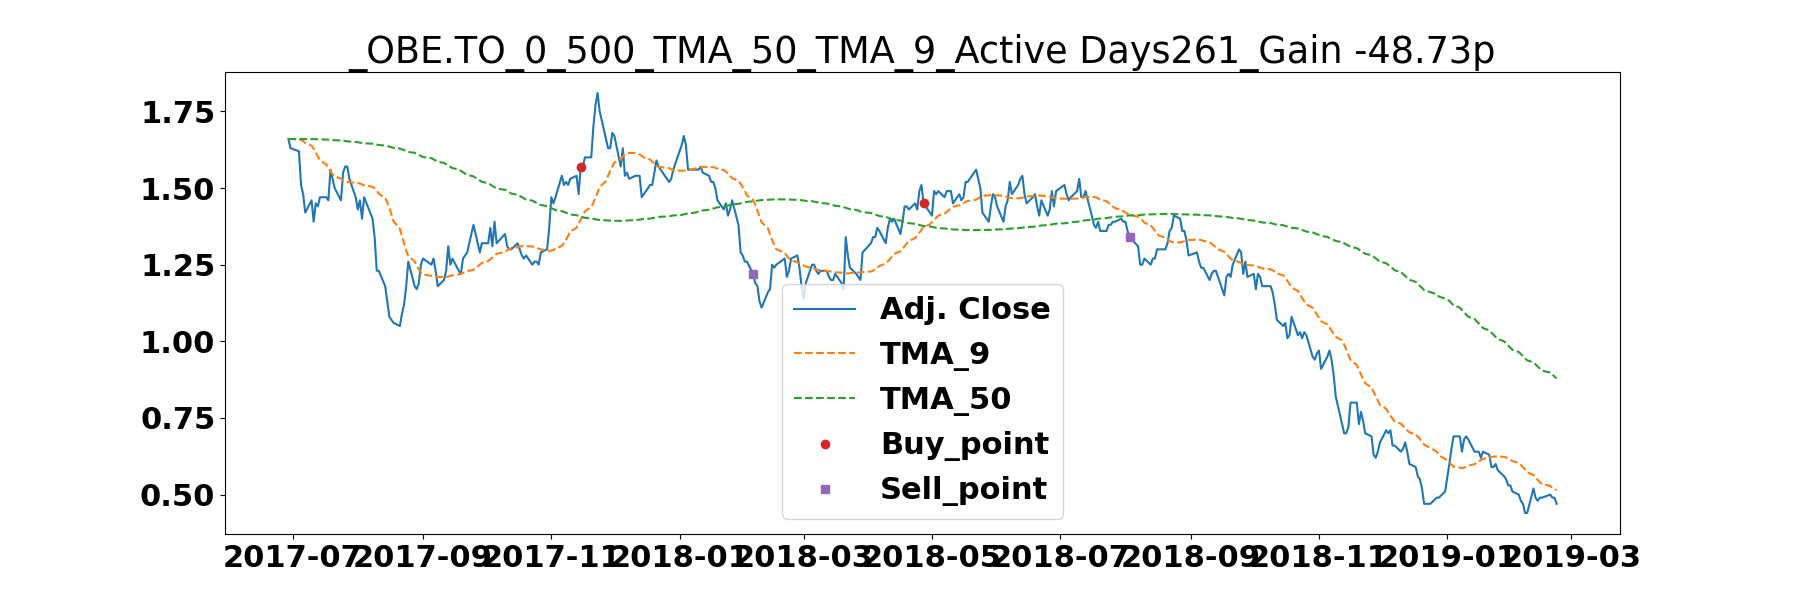 _OBE.TO_0_500_TMA_50_TMA_9_Active Days261_Gain -48.73p
1.75
1.50
1.25
1.00
0.75
0.50
Adj. Close
TMA_9
TMA_50
Buy_point
Sell_point
2017-07 2017-09 2017-11 2018-01 2018-03 2018-05 2018-07 2018-09 2018-11 2019-01 2019-03